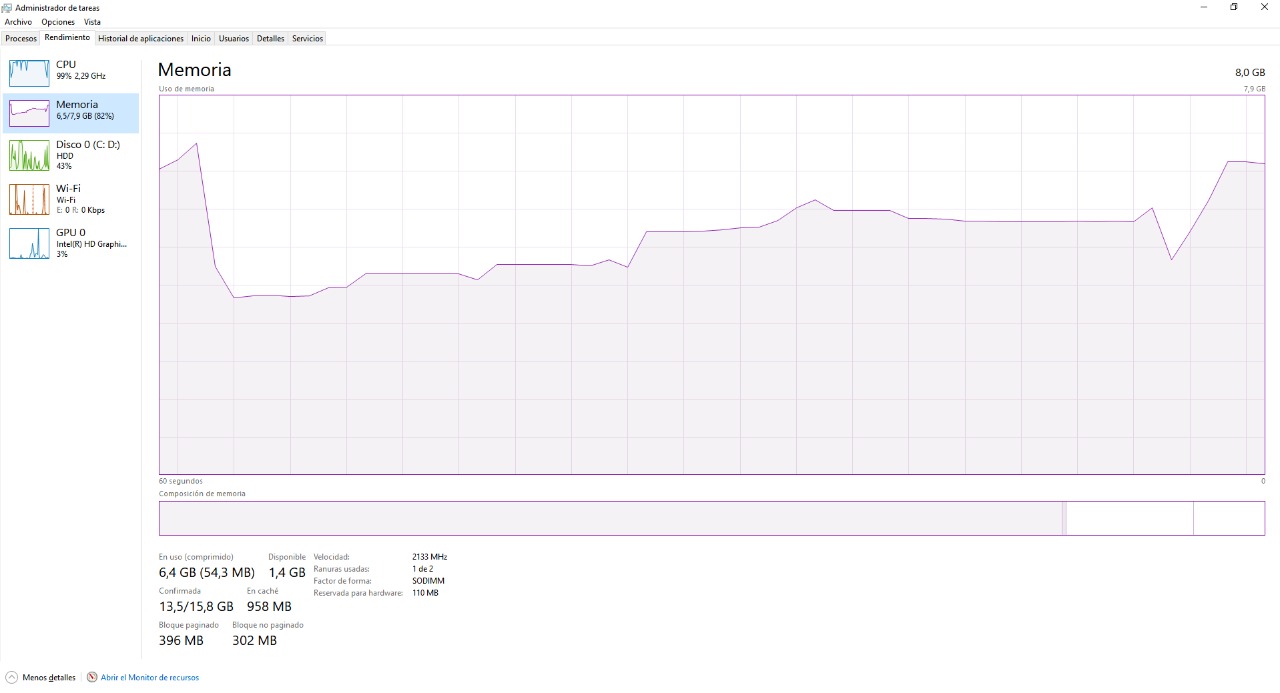 Administrador de tareas
Archivo Opciones Vista
Procesos Rendimiento Historial de aplicaciones Inicio Usuarios Detalles Servicios
CPU
99% 2,29 GHz
Memoria
6,5/7,9 GB (82%)
Disco 0 (C: D:)
HDD
43%
Wi-Fi
Wi-Fi
E: 0 R: 0 Kbps
GPU 0
Intel(R) HD Graphi...
3%
Memoria
8,0 GB
Uso de memoria
7,9 GB
60 segundos
0
Composición de memoria
En uso (comprimido) Disponible
6,4 GB (54,3 MB) 1,4 GB
Confirmada En caché
13,5/15,8 GB 958 MB
Bloque paginado Bloque no paginado
396 MB 302 MB
Velocidad: 2133 MHz
Ranuras usadas: 1 de 2
Factor de forma: SODIMM
Reservada para hardware: 110 MB
Menos detalles Abrir el Monitor de recursos